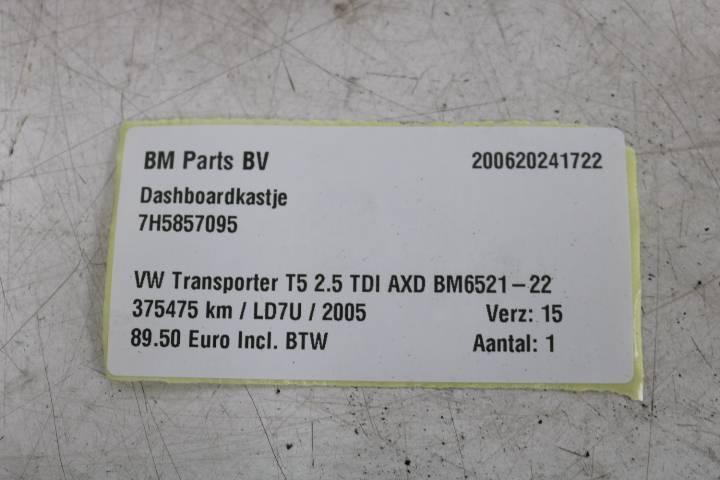 BM Parts BV 200620241722
Dashboardkastje
7H5857095
VW Transporter T5 2.5 TDI AXD BM6521-22
375475 km / LD7U / 2005 Verz: 15
89.50 Euro Incl. BTW Aantal: 1